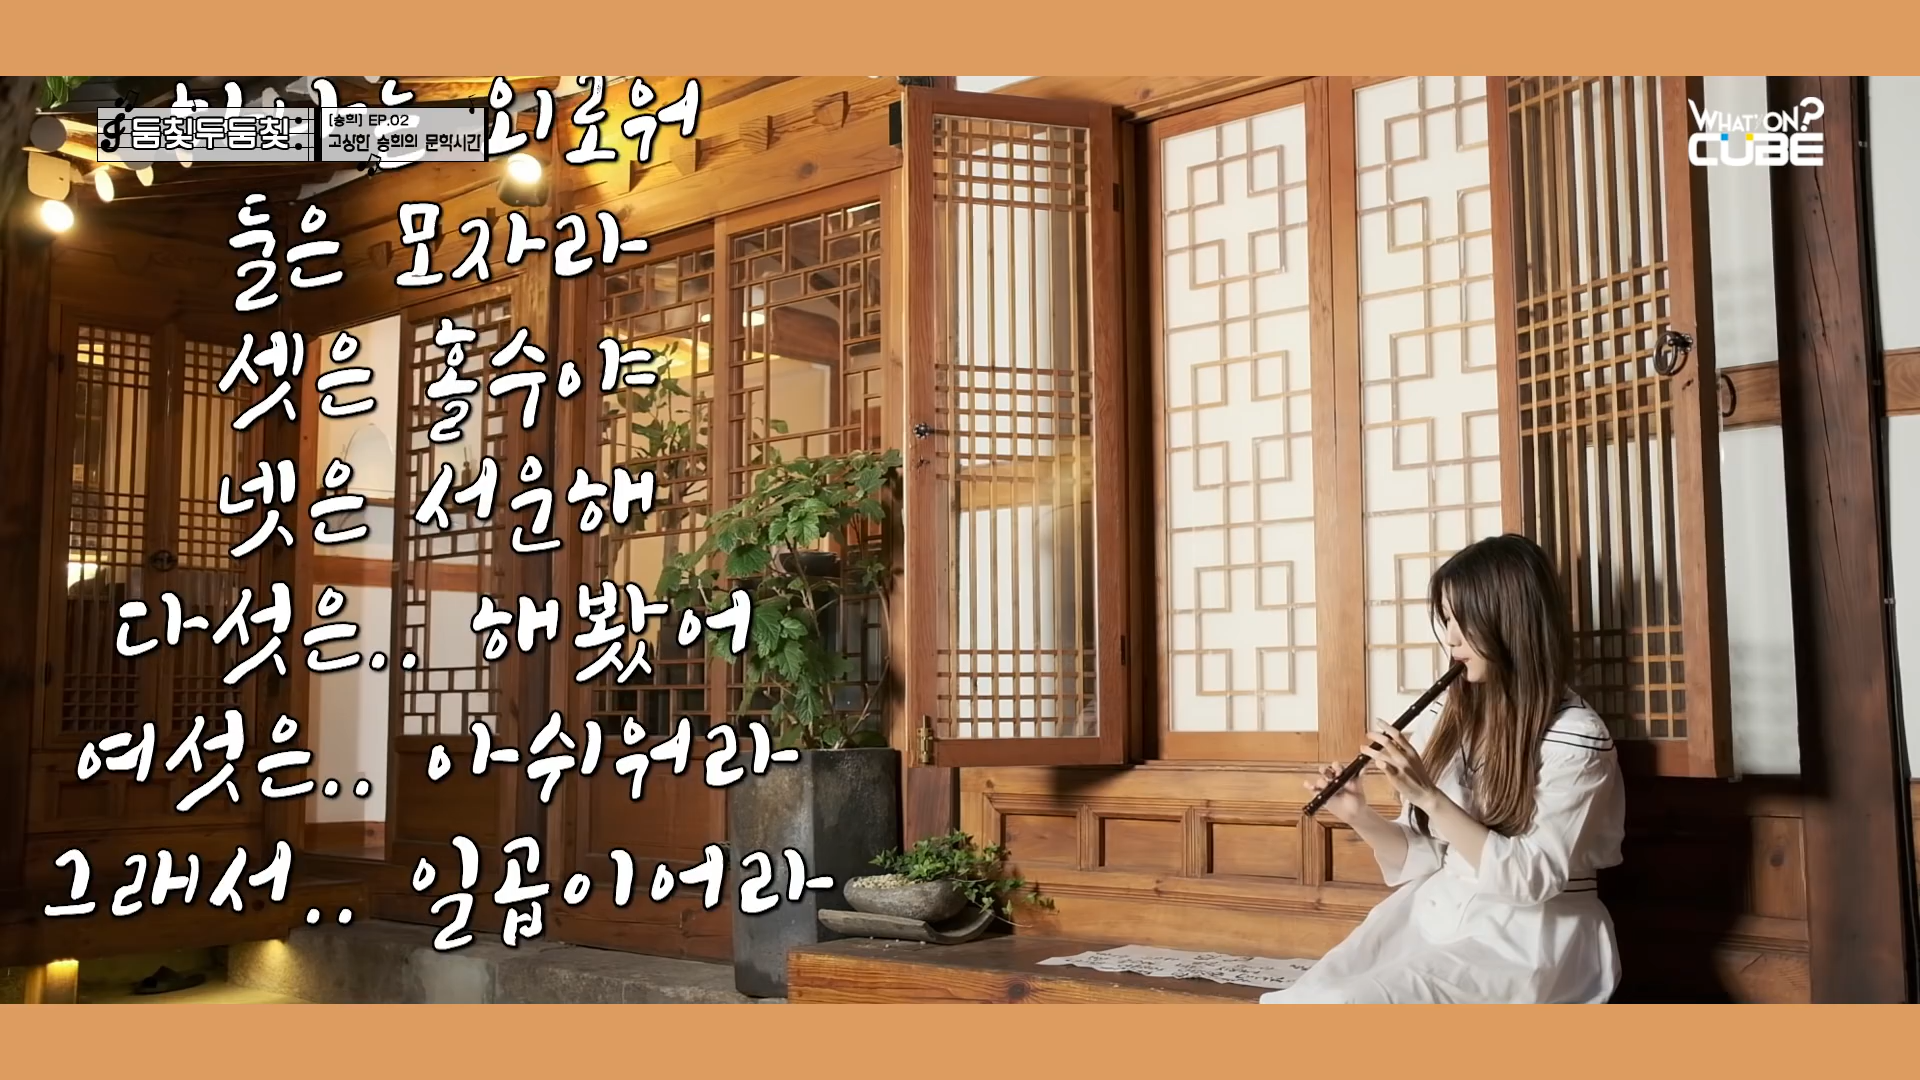 둠칫두둠칫
[승희] EP.02
고상한 승희의 문학시간
WHAT'S ON?
CUBE
외로워
둘은 모자라
셋은 홀수야
넷은 서운해
다섯은.. 해봤어
여섯은.. 아쉬워라
그래서.. 일곱이어라